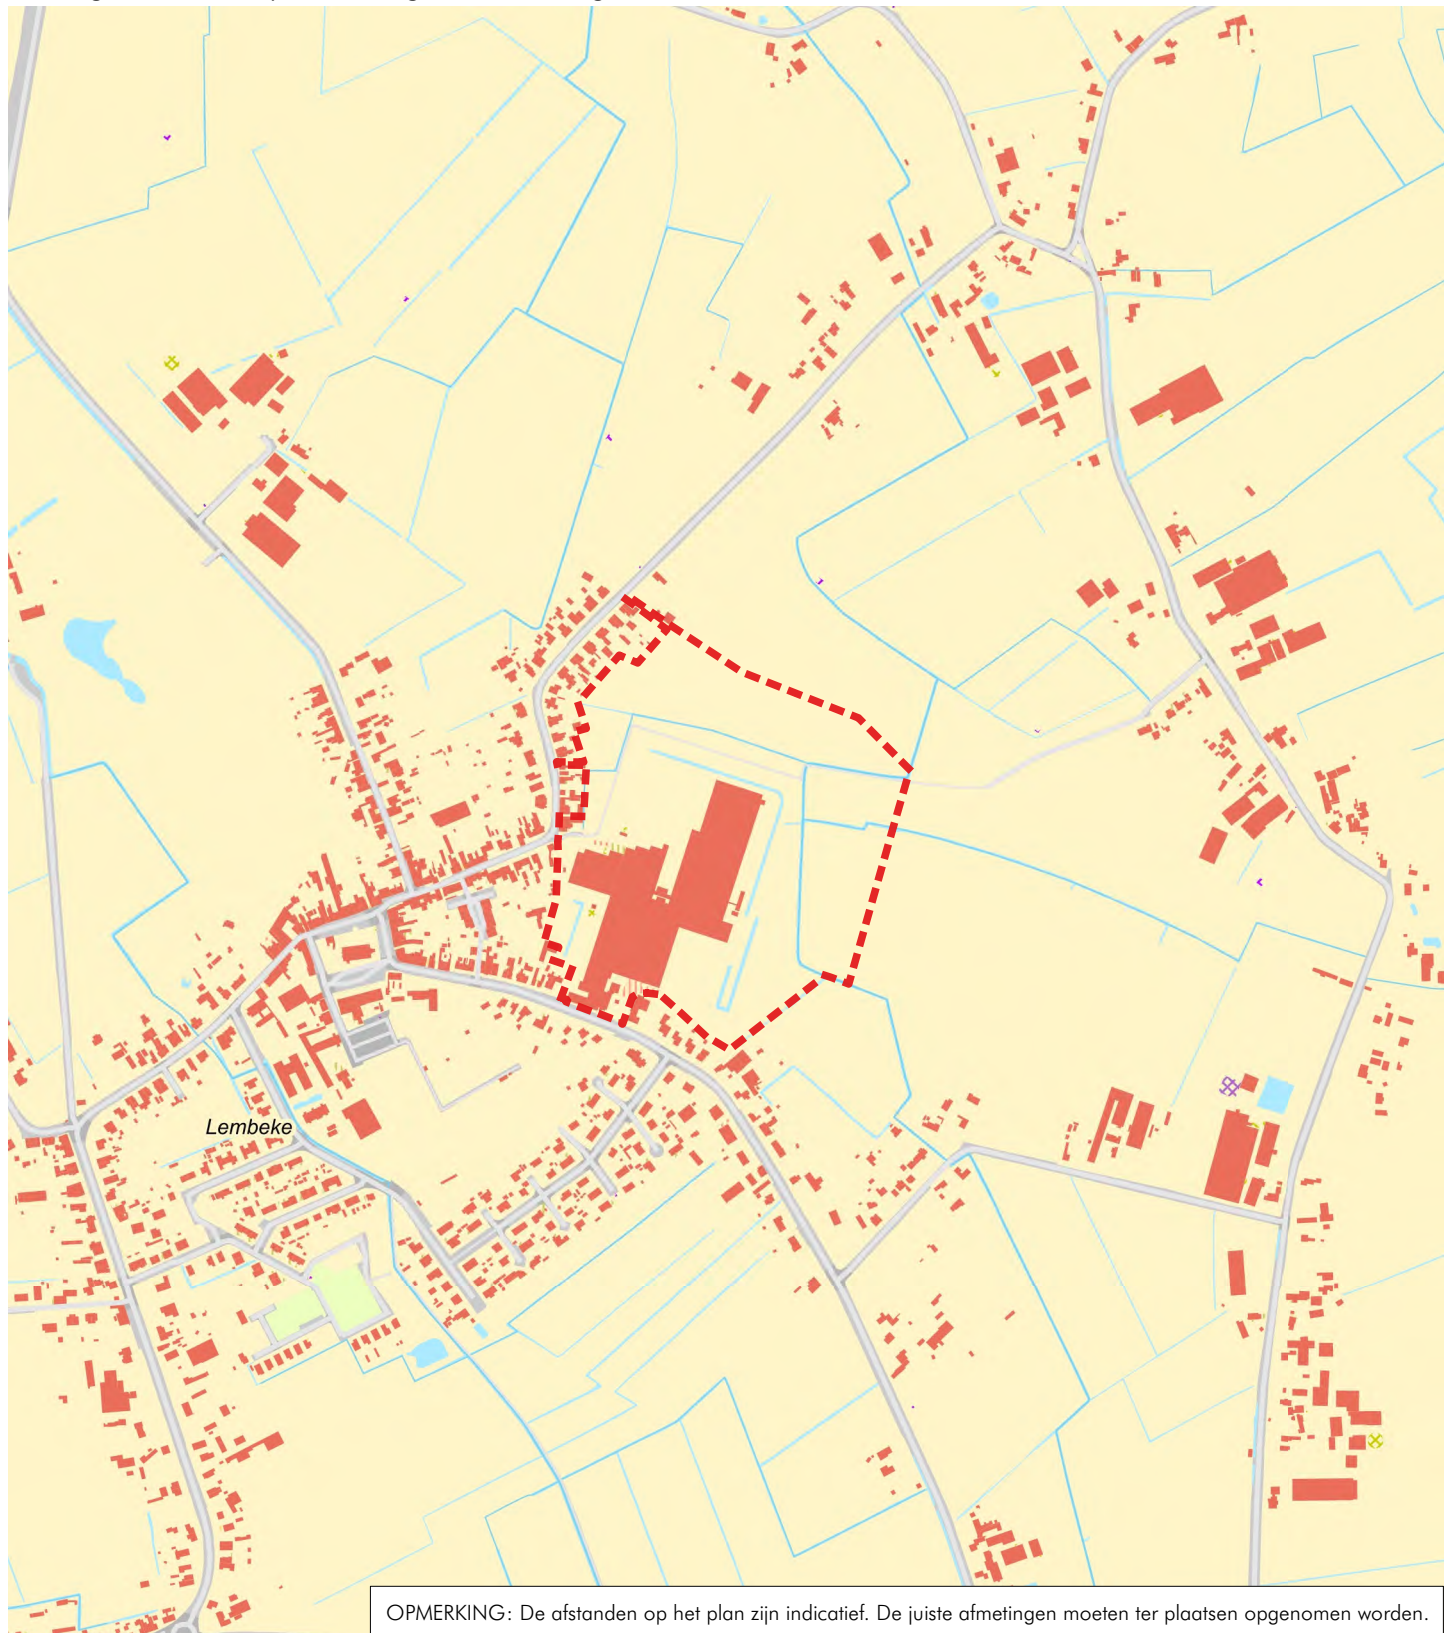 Lembeke
OPMERKING: De afstanden op het plan zijn indicatief. De juiste afmetingen moeten ter plaatsen opgenomen worden.